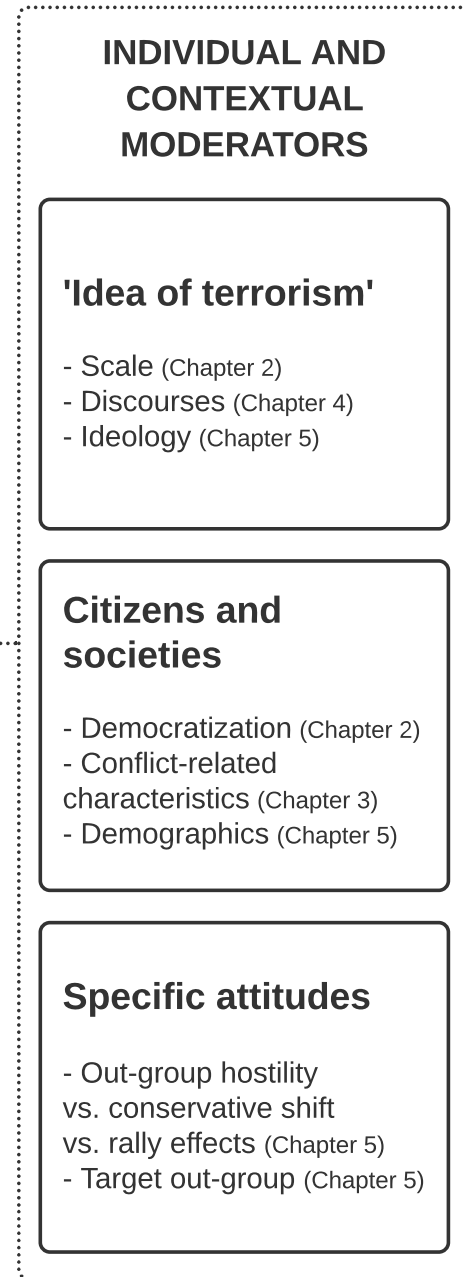 INDIVIDUAL AND
CONTEXTUAL
MODERATORS
'Idea of terrorism'
- Scale (Chapter 2)
- Discourses (Chapter 4)
- Ideology (Chapter 5)
Citizens and
societies
- Democratization (Chapter 2)
- Conflict-related
characteristics (Chapter 3)
- Demographics (Chapter 5)
Specific attitudes
- Out-group hostility
vs. conservative shift
vs. rally effects (Chapter 5)
- Target out-group (Chapter 5)